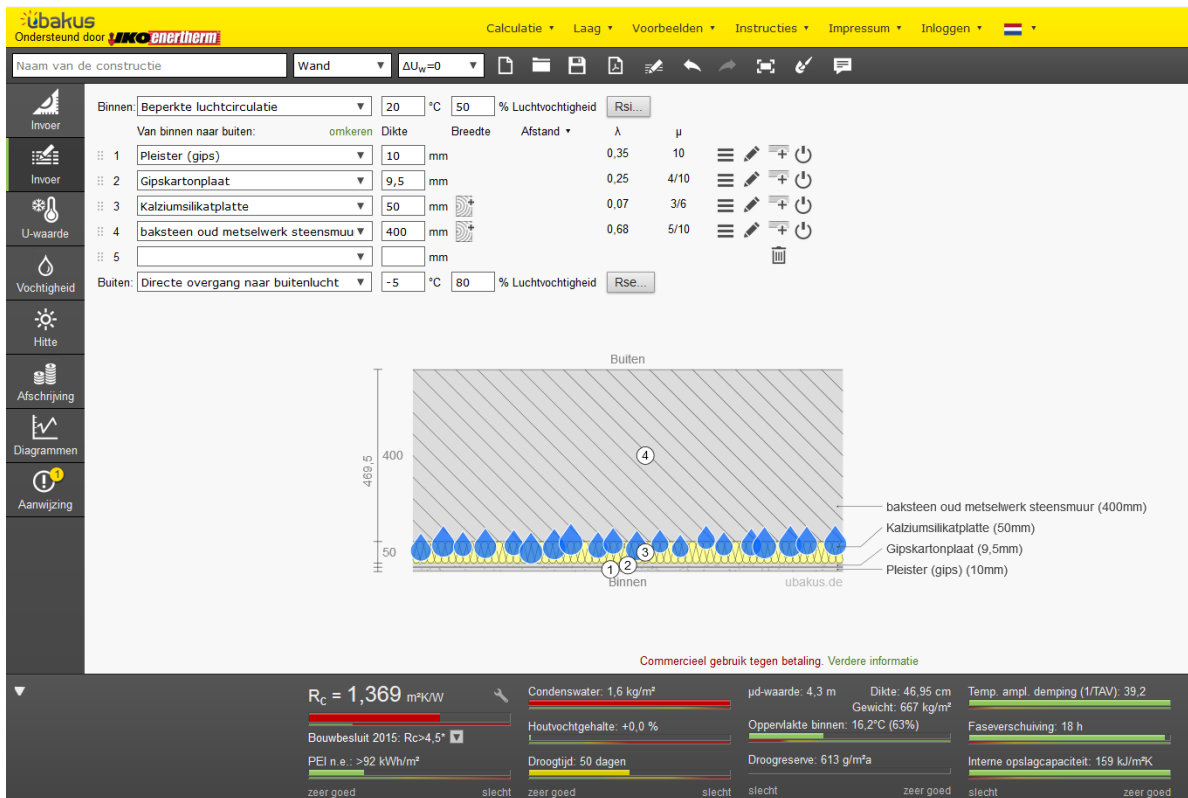 übakus
Ondersteund door IKO enertherm
Calculatie ▾ Laag ▾ Voorbeelden ▾ Instructies ▾ Impressum ▾ Inloggen ▾
Naam van de constructie Wand ▼ ΔUw=0 ▼
Invoer
Invoer
U-waarde
Vochtigheid
Hitte
Afschrijving
Diagrammen
1
Aanwijzing
Binnen: Beperkte luchtcirculatie ▼ 20 °C 50 % Luchtvochtigheid Rsi...
Van binnen naar buiten: omkeren Dikte Breedte Afstand ▾ λ μ
1 Pleister (gips) ▼ 10 mm 0,35 10
2 Gipskartonplaat ▼ 9,5 mm 0,25 4/10
3 Kalziumsilikatplatte ▼ 50 mm 0,07 3/6
4 baksteen oud metselwerk steensmuu ▼ 400 mm 0,68 5/10
5 ▼ mm
Buiten: Directe overgang naar buitenlucht ▼ -5 °C 80 % Luchtvochtigheid Rse...
Buiten
469,5
400
50
4
3
2
1
baksteen oud metselwerk steensmuur (400mm)
Kalziumsilikatplatte (50mm)
Gipskartonplaat (9,5mm)
Pleister (gips) (10mm)
Binnen
ubakus.de
Commercieel gebruik tegen betaling. Verdere informatie
RC = 1,369 m²K/W
Bouwbesluit 2015: Rc>4,5* ▼
PEI n.e.: >92 kWh/m²
zeer goed slecht
Condenswater: 1,6 kg/m²
Houtvochtgehalte: +0,0 %
Droogtijd: 50 dagen
zeer goed slecht
μd-waarde: 4,3 m Dikte: 46,95 cm
Gewicht: 667 kg/m²
Oppervlakte binnen: 16,2°C (63%)
Droogreserve: 613 g/m²a
slecht zeer goed
Temp. ampl. demping (1/TAV): 39,2
Faseverschuiving: 18 h
Interne opslagcapaciteit: 159 kJ/m²K
slecht zeer goed